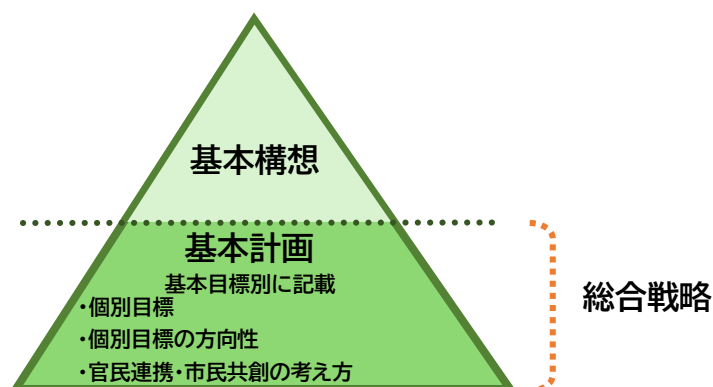 基本構想
基本計画
基本目標別に記載
・個別目標
・個別目標の方向性
・官民連携・市民共創の考え方
総合戦略